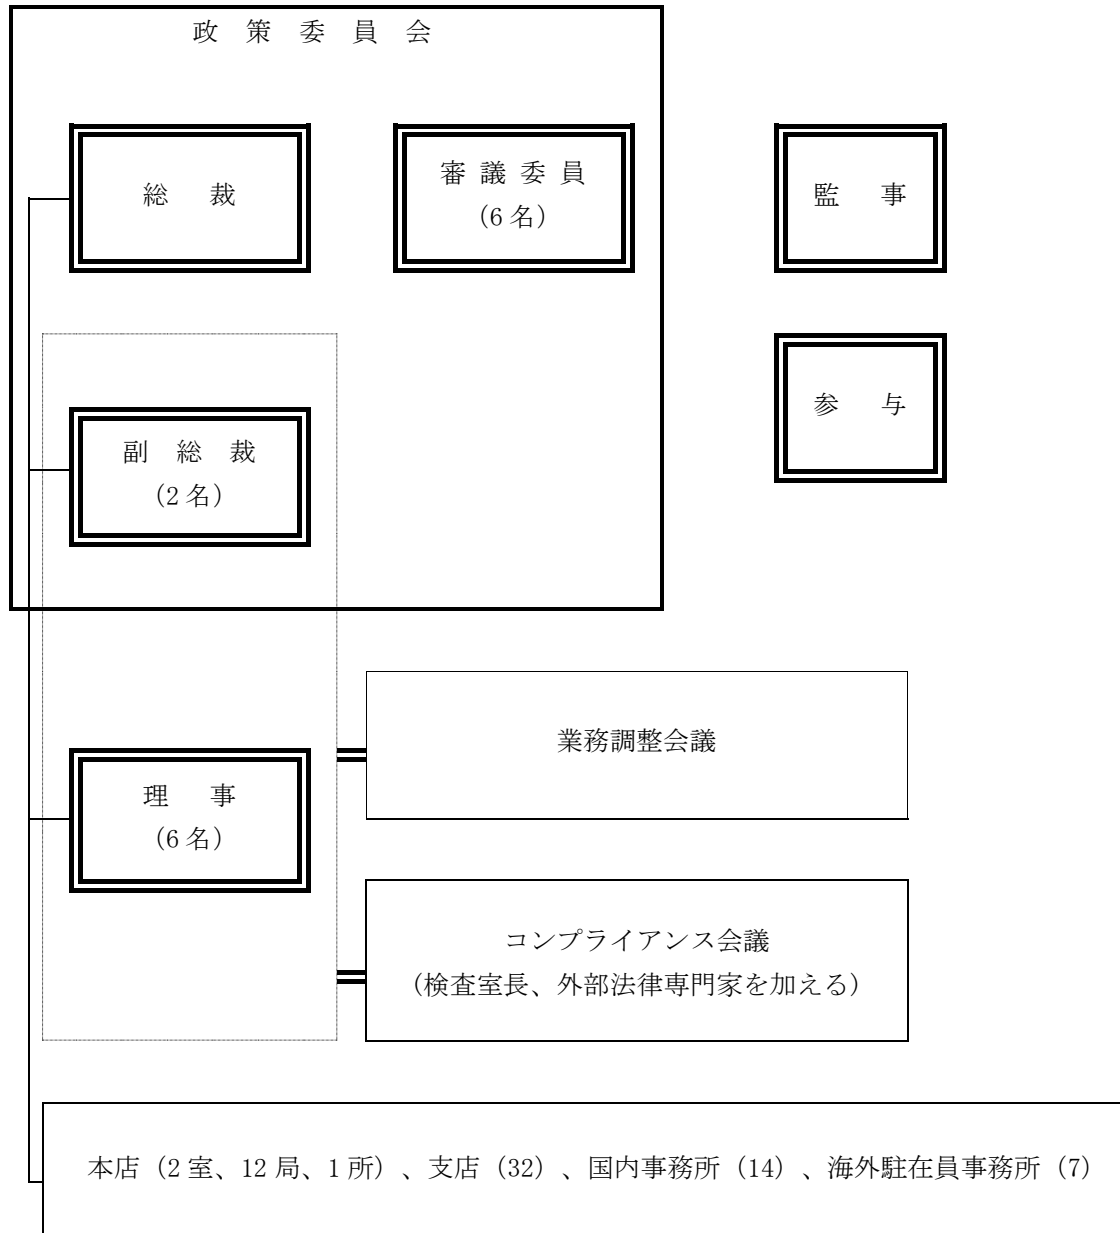 政策委員会
総裁
審議委員
(6名)
監事
参与
副総裁
(2名)
業務調整会議
理事
(6名)
コンプライアンス会議
(検査室長、外部法律専門家を加える)
本店(2室、12局、1所)、支店(32)、国内事務所(14)、海外駐在員事務所(7)